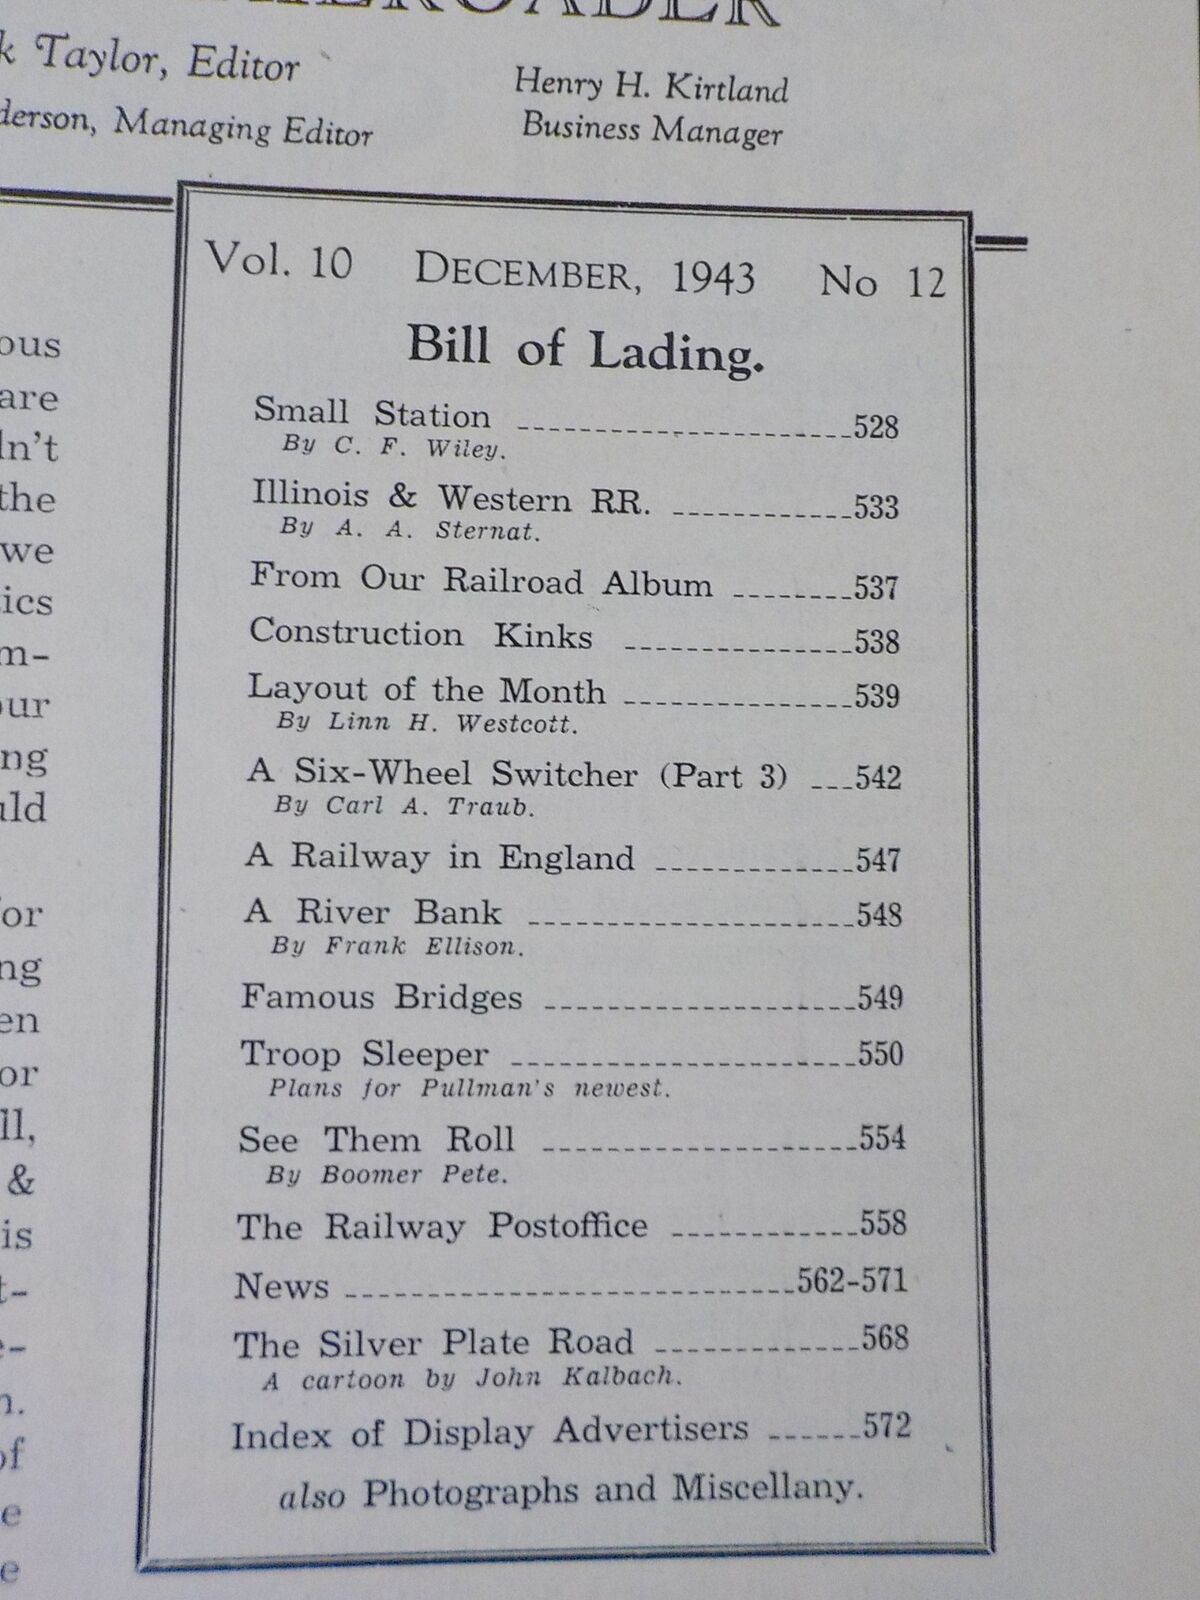 Taylor, Editor
Henry H. Kirtland
Managing Editor
Business Manager
Vol. 10 DECEMBER, 1943 No 12
Bill of Lading.
Small Station 528
By C. F. Wiley.
Illinois & Western RR. 533
By A. A. Sternat.
From Our Railroad Album 537
Construction Kinks 538
Layout of the Month 539
By Linn H. Westcott.
A Six-Wheel Switcher (Part 3) 542
By Carl A. Traub.
A Railway in England 547
A River Bank 548
By Frank Ellison.
Famous Bridges 549
Troop Sleeper 550
Plans for Pullman's newest.
See Them Roll 554
By Boomer Pete.
The Railway Postoffice 558
News 562-571
The Silver Plate Road 568
A cartoon by John Kalbach.
Index of Display Advertisers 572
also Photographs and Miscellany.
are
the
we
&
is
of